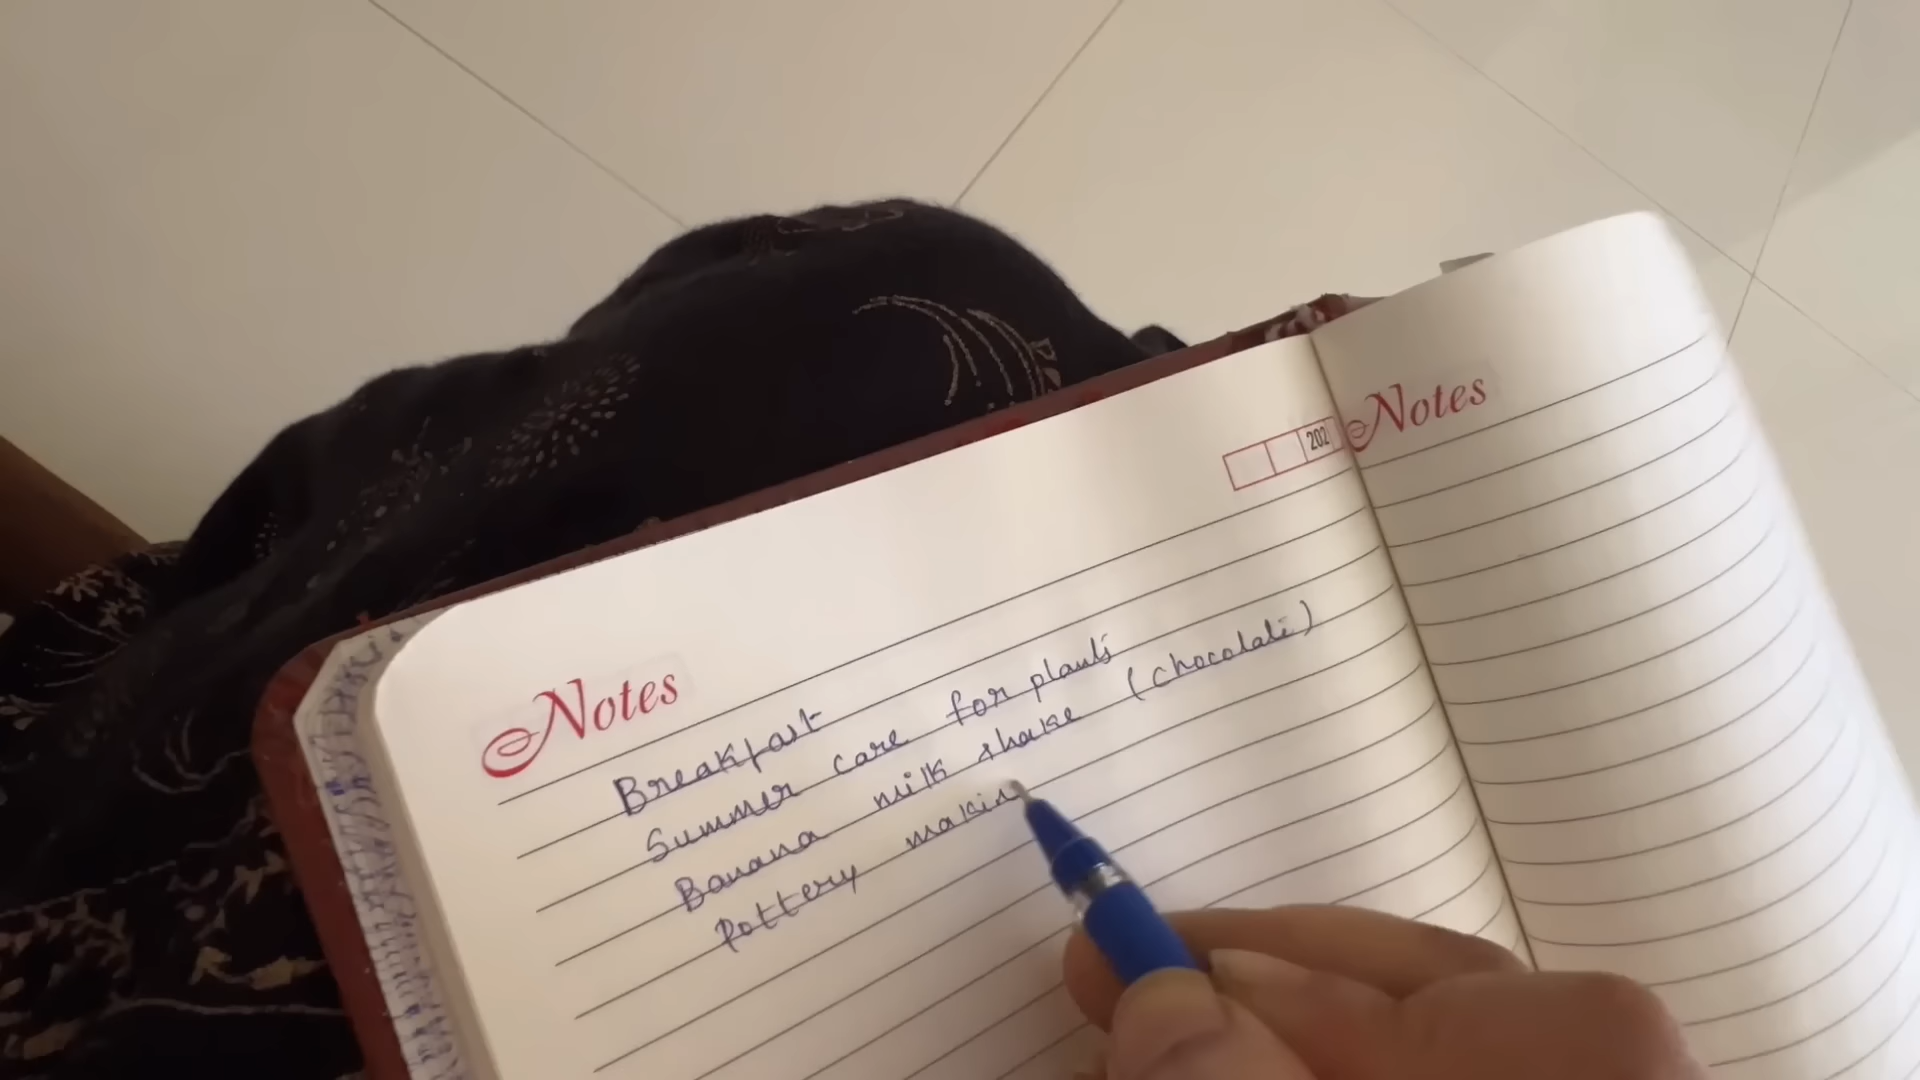 Notes
202
Breakfast
Summer care for plants
Banana milk shake (chocolate)
Pottery making
Notes